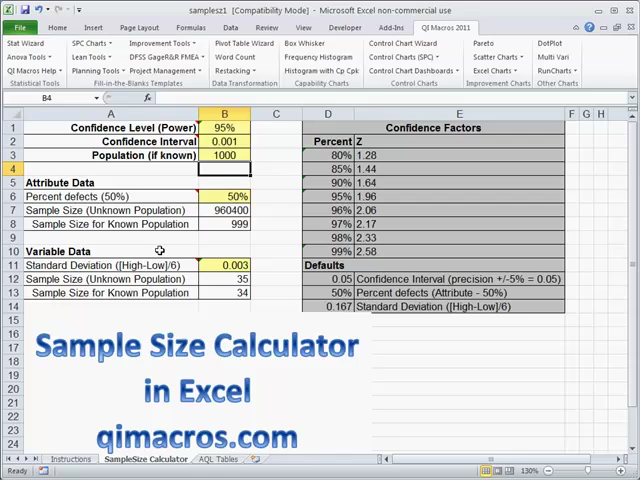 samplesz1 [Compatibility Mode] - Microsoft Excel non-commercial use
File Home Insert Page Layout Formulas Data Review View Developer Add-Ins QI Macros 2011
Stat Wizard SPC Charts Improvement Tools Pivot Table Wizard Box Whisker Control Chart Wizard Pareto DotPlot
Anova Tools Lean Tools DFSS GageR&R FMEA Word Count Frequency Histogram Control Charts (SPC) Scatter Charts Multi Vari
QI Macros Help Planning Tools Project Management Restacking Histogram with Cp Cpk Control Chart Dashboards Excel Charts Run Chart
Statistical Tools Fill-in-the-Blanks Templates Data Transformation Charts
B4 fx
A B C D E F G H
1 Confidence Level (Power) 95% Confidence Factors
2 Confidence Interval 0.001 Percent Z
3 Population (if known) 1000 80% 1.28
4 85% 1.44
5 Attribute Data 90% 1.64
6 Percent defects (50%) 50% 95% 1.96
7 Sample Size (Unknown Population) 960400 96% 2.06
8 Sample Size for Known Population 999 97% 2.17
9 98% 2.33
10 Variable Data 99% 2.58
11 Standard Deviation ([High-Low]/6) 0.003 Defaults
12 Sample Size (Unknown Population) 35 0.05 Confidence Interval (precision +/-5% = 0.05)
13 Sample Size for Known Population 34 50% Percent defects (Attribute - 50%)
14 0.167 Standard Deviation ([High-Low]/6)
15
16
17
18
19
20
21
22
23
24
Sample Size Calculator
in Excel
qimacros.com
Instructions SampleSize Calculator AQL Tables
Ready 130%